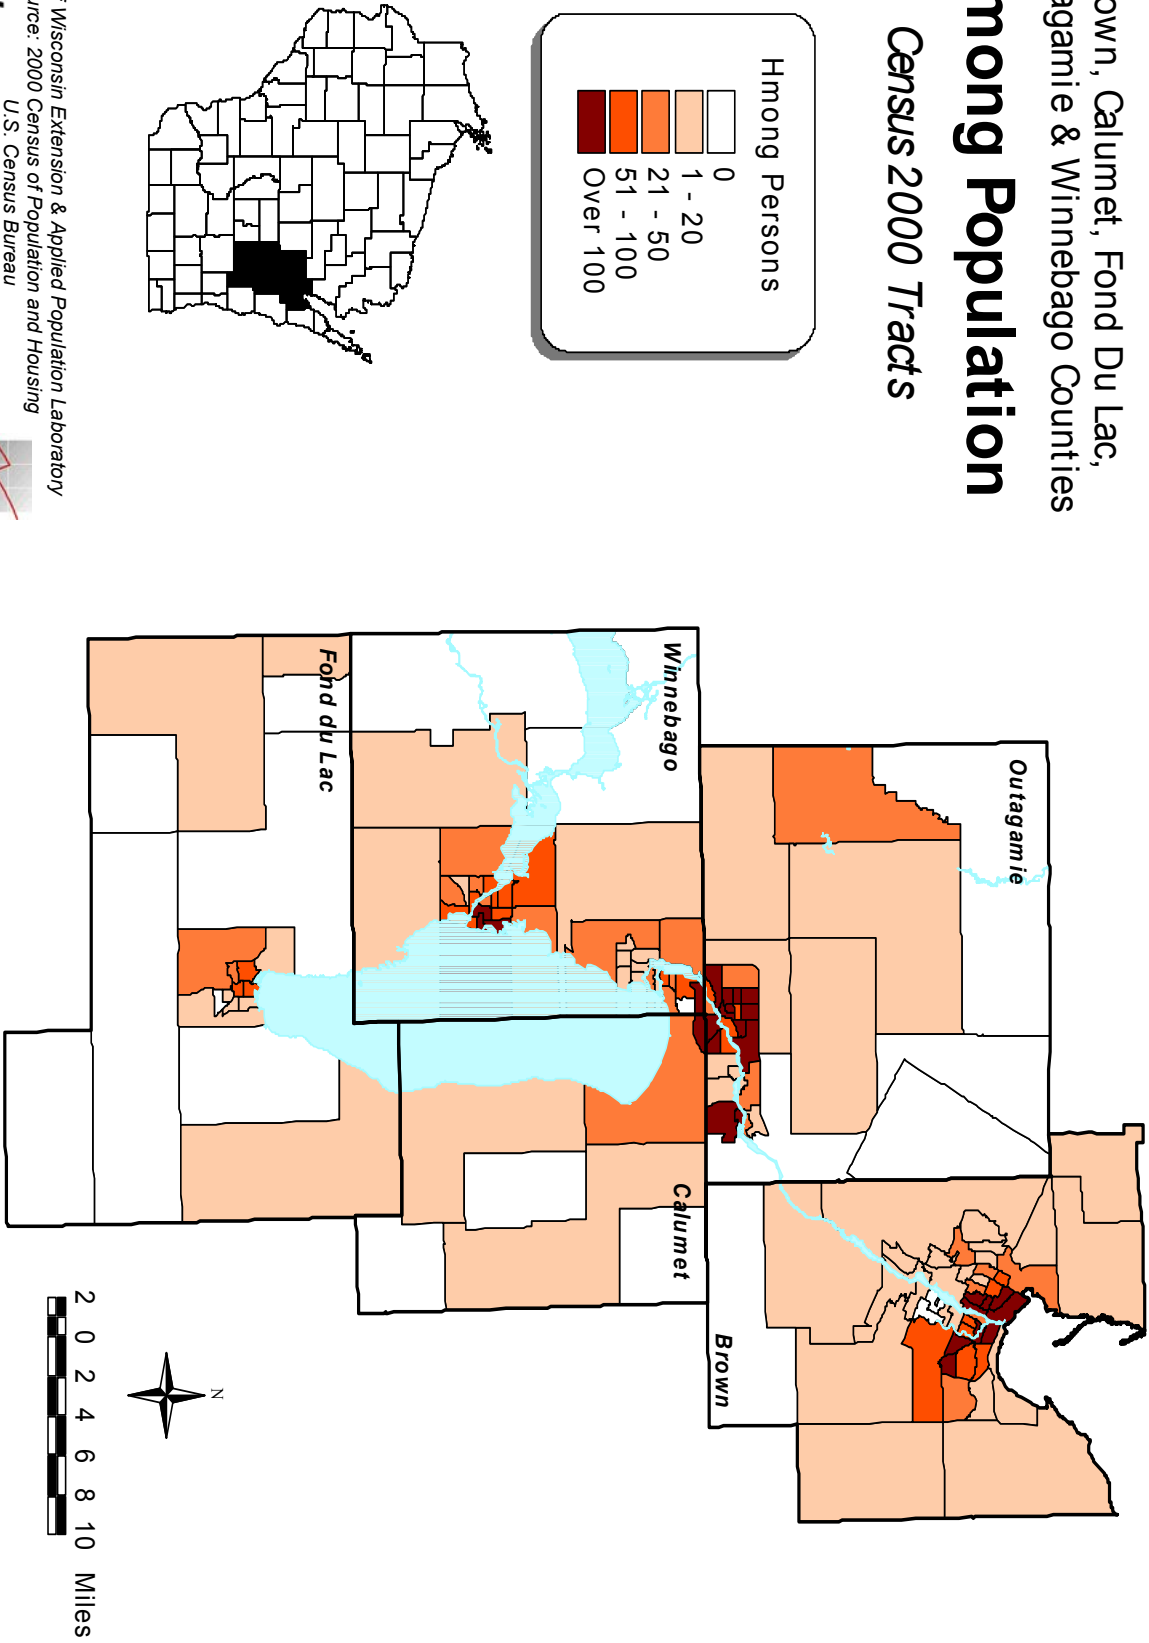 own, Calumet, Fond Du Lac,
agamie & Winnebago Counties
mong Population
Census 2000 Tracts
Hmong Persons
0
1 - 20
21 - 50
51 - 100
Over 100
Wisconsin Extension & Applied Population Laboratory
urce: 2000 Census of Population and Housing
U.S. Census Bureau
Outagamie
Winnebago
Fond du Lac
Calumet
Brown
N
2 0 2 4 6 8 10 Miles